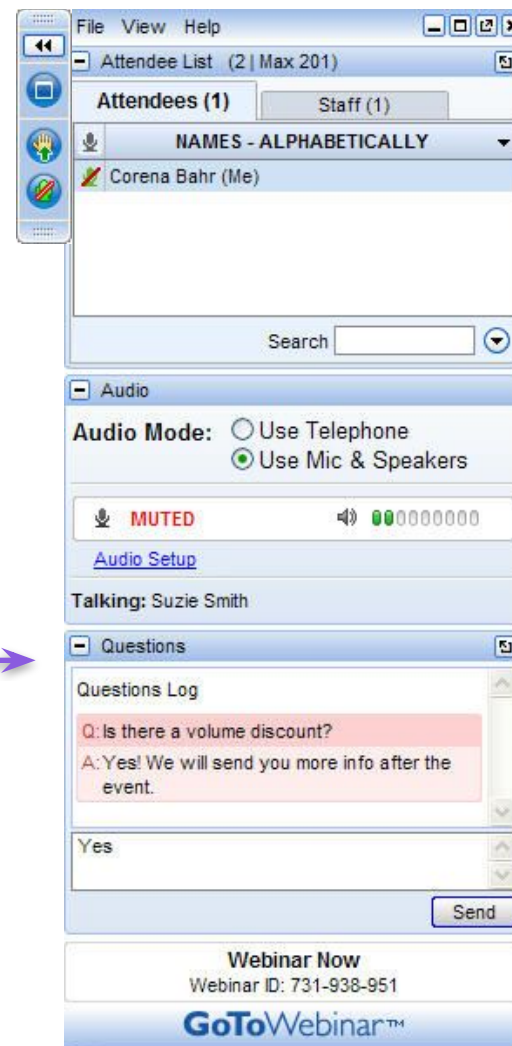 File View Help
Attendee List (2 | Max 201)
Attendees (1) Staff (1)
NAMES - ALPHABETICALLY
Corena Bahr (Me)
Search
Audio
Audio Mode: Use Telephone
Use Mic & Speakers
MUTED
Audio Setup
Talking: Suzie Smith
Questions
Questions Log
Q: Is there a volume discount?
A: Yes! We will send you more info after the
event.
Yes
Send
Webinar Now
Webinar ID: 731-938-951
GoToWebinar™